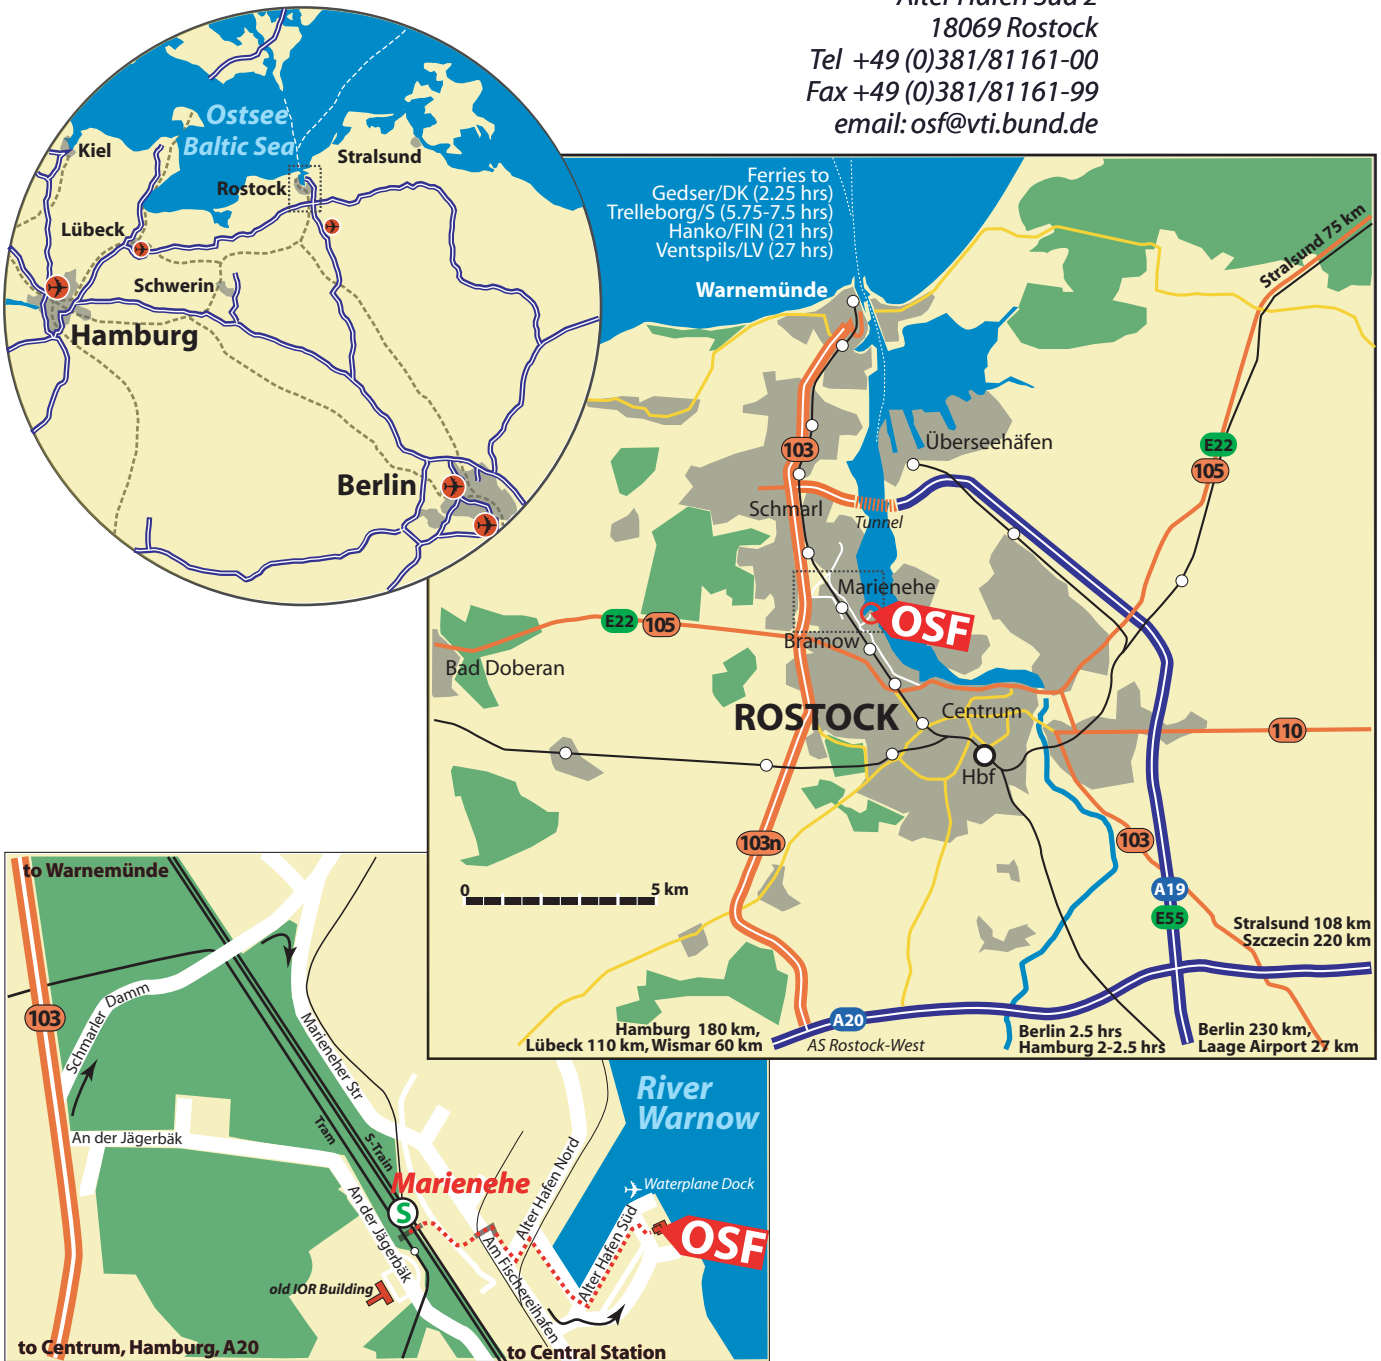 Alter Hafen Süd 2
18069 Rostock
Tel +49 (0)381/81161-00
Fax +49 (0)381/81161-99
email: osf@vti.bund.de
Ostsee
Baltic Sea
Kiel
Stralsund
Rostock
Lübeck
Schwerin
Hamburg
Berlin
Ferries to
Gedser/DK (2.25 hrs)
Trelleborg/S (5.75-7.5 hrs)
Hanko/FIN (21 hrs)
Ventspils/LV (27 hrs)
Warnemünde
Stralsund 75 km
Überseehäfen
103
E22
105
Schmarl
Tunnel
Marienehe
OSF
E22 105
Bramow
Bad Doberan
ROSTOCK
Centrum
110
Hbf
103n
103
0 5 km
A19
E55
Stralsund 108 km
Szczecin 220 km
A20
Hamburg 180 km,
Lübeck 110 km, Wismar 60 km
AS Rostock-West
Berlin 2.5 hrs
Hamburg 2-2.5 hrs
Berlin 230 km,
Laage Airport 27 km
to Warnemünde
103
Schmarler Damm
Marieneher Str
An der Jägerbäk
Tram
S-Train
River
Warnow
Marienehe
S
An der Jägerbäk
Alter Hafen Nord
Waterplane Dock
Alter Hafen Süd
OSF
Am Fischereihafen
old IOR Building
to Centrum, Hamburg, A20
to Central Station